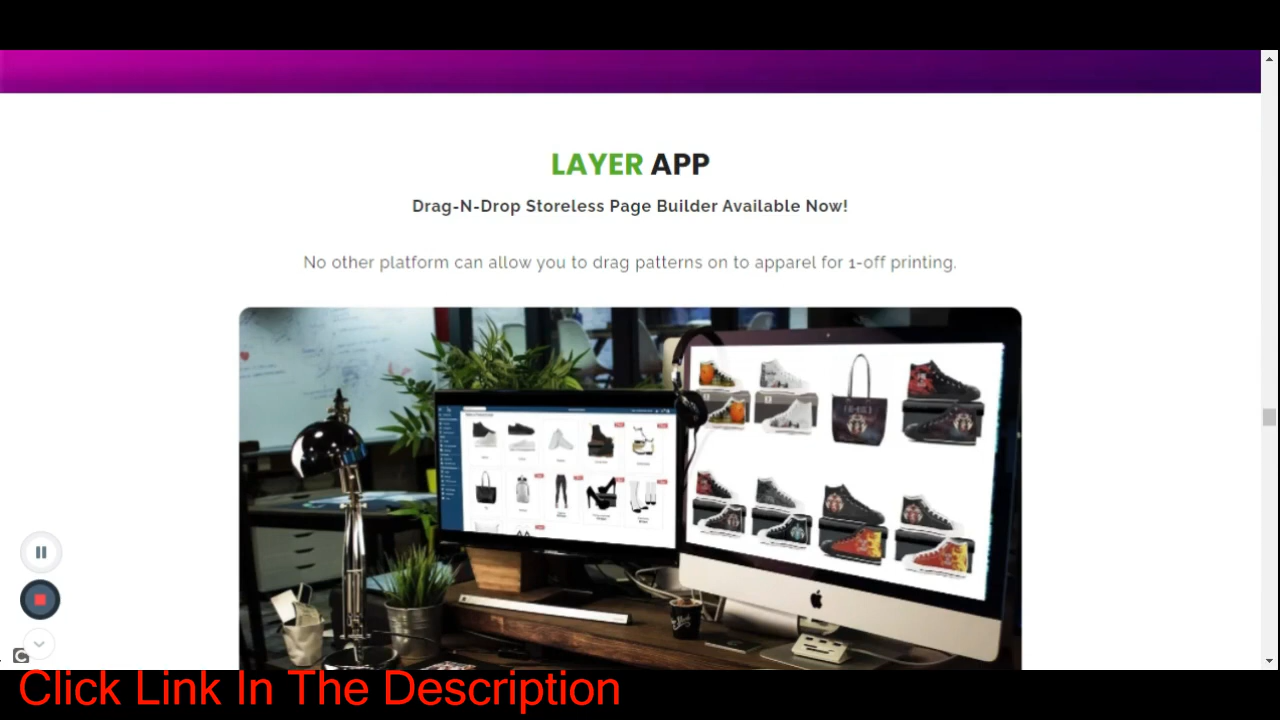 LAYER APP
Drag-N-Drop Storeless Page Builder Available Now!
No other platform can allow you to drag patterns on to apparel for 1-off printing.
Click Link In The Description